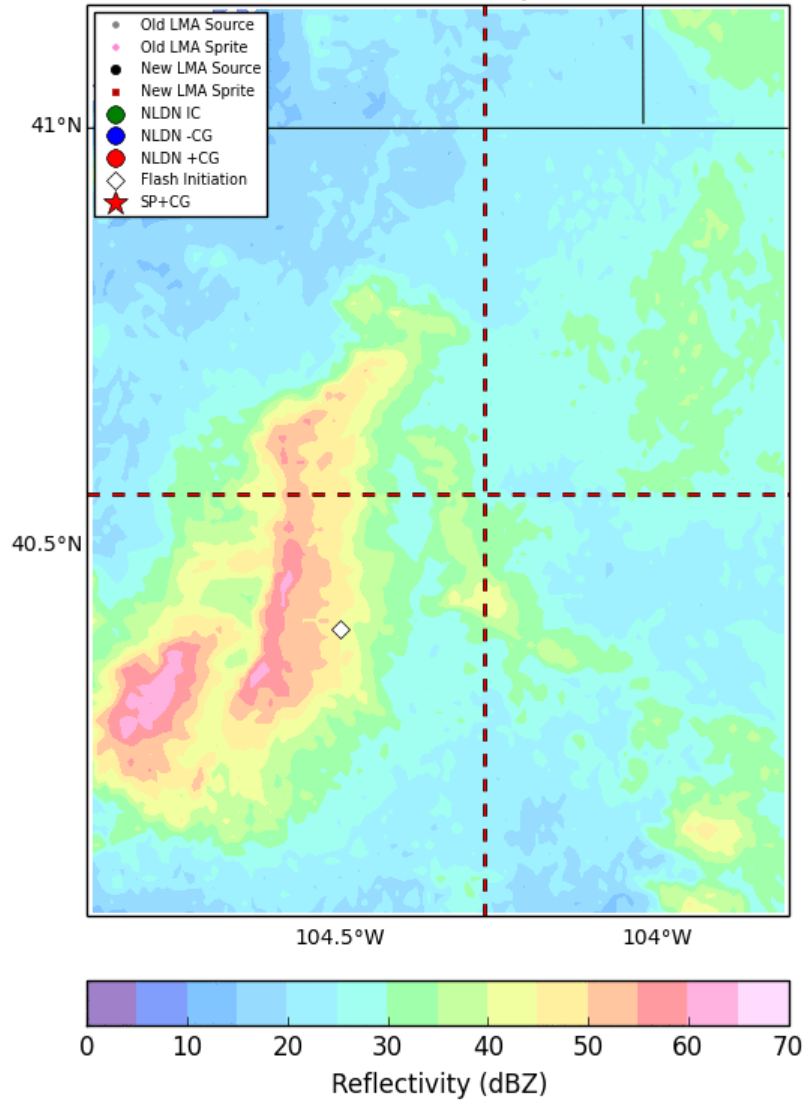 Old LMA Source
Old LMA Sprite
New LMA Source
New LMA Sprite
NLDN IC
NLDN -CG
NLDN +CG
Flash Initiation
SP+CG
41°N
40.5°N
104.5°W 104°W
0 10 20 30 40 50 60 70
Reflectivity (dBZ)